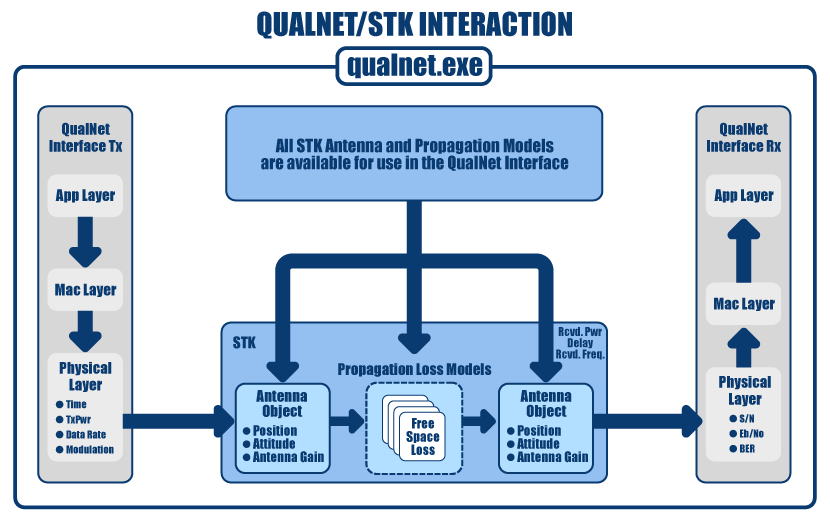 QUALNET/STK INTERACTION
qualnet.exe
QualNet
Interface Tx
App Layer
Mac Layer
Physical
Layer
Time
TxPwr
Data Rate
Modulation
All STK Antenna and Propagation Models
are available for use in the QualNet Interface
STK
Propagation Loss Models
Rcvd. Pwr
Delay
Rcvd. Freq.
Antenna
Object
Position
Attitude
Antenna Gain
Free
Space
Loss
Antenna
Object
Position
Attitude
Antenna Gain
QualNet
Interface Rx
App Layer
Mac Layer
Physical
Layer
S/N
Eb/No
BER